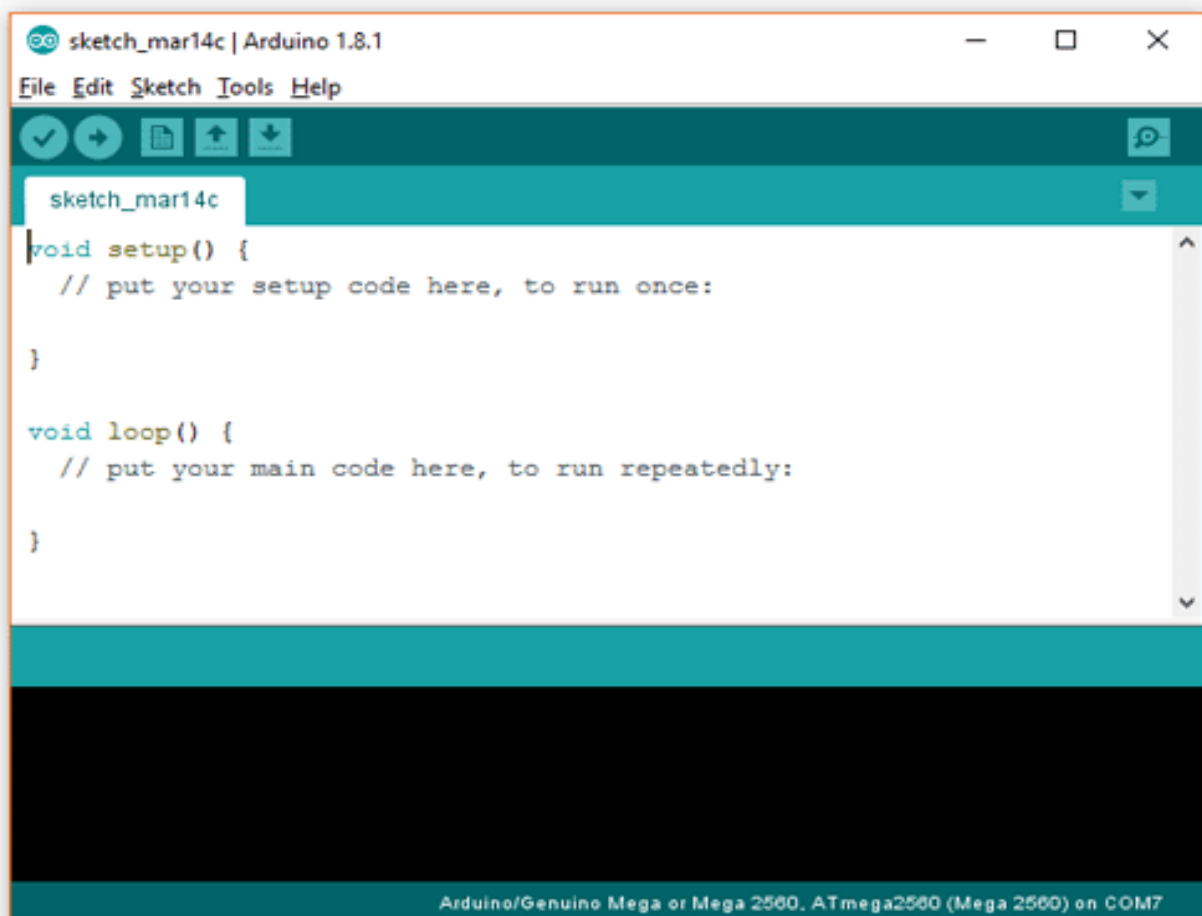 sketch_mar14c | Arduino 1.8.1
File Edit Sketch Tools Help
sketch_mar14c
void setup() {
  // put your setup code here, to run once:
}
void loop() {
  // put your main code here, to run repeatedly:
}
Arduino/Genuino Mega or Mega 2560, ATmega2560 (Mega 2560) on COM7